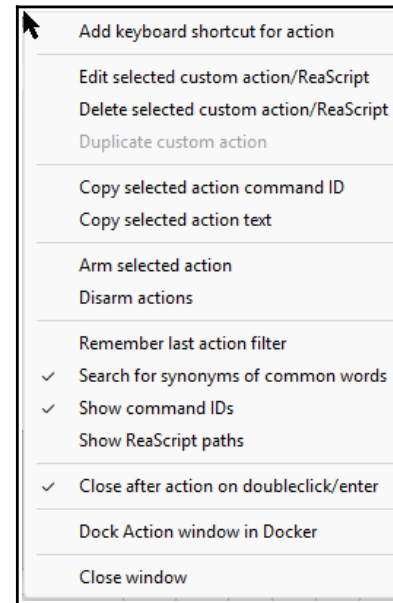 Add keyboard shortcut for action
Edit selected custom action/ReaScript
Delete selected custom action/ReaScript
Duplicate custom action
Copy selected action command ID
Copy selected action text
Arm selected action
Disarm actions
Remember last action filter
Search for synonyms of common words
Show command IDs
Show ReaScript paths
Close after action on doubleclick/enter
Dock Action window in Docker
Close window